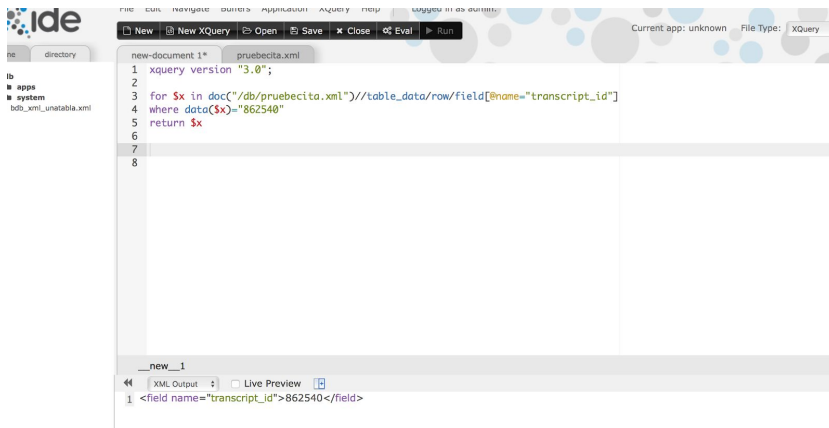 ide
File Edit Navigate Buffers Application XQuery Help Logged in as admin.
New New XQuery Open Save Close Eval Run
Current app: unknown File Type: XQuery
directory
new-document 1* pruebecita.xml
apps
system
bdb_xml_unatabla.xml
1 xquery version "3.0";
2
3 for $x in doc("/db/pruebecita.xml")//table_data/row/field[@name="transcript_id"]
4 where data($x)="862540"
5 return $x
6
7
8
__new__1
XML Output Live Preview
1 <field name="transcript_id">862540</field>